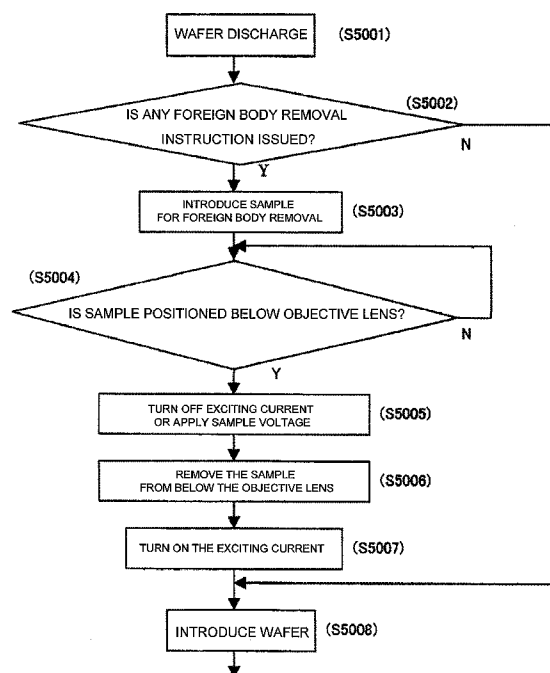 WAFER DISCHARGE (S5001)
(S5002)
IS ANY FOREIGN BODY REMOVAL
INSTRUCTION ISSUED?
N
Y
INTRODUCE SAMPLE
FOR FOREIGN BODY REMOVAL
(S5003)
(S5004)
IS SAMPLE POSITIONED BELOW OBJECTIVE LENS?
N
Y
TURN OFF EXCITING CURRENT
OR APPLY SAMPLE VOLTAGE
(S5005)
REMOVE THE SAMPLE
FROM BELOW THE OBJECTIVE LENS
(S5006)
TURN ON THE EXCITING CURRENT (S5007)
INTRODUCE WAFER (S5008)